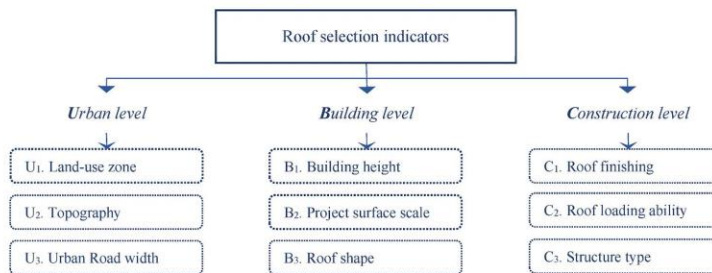 Roof selection indicators
Urban level
Building level
Construction level
U1. Land-use zone
B1. Building height
C1. Roof finishing
U2. Topography
B2. Project surface scale
C2. Roof loading ability
U3. Urban Road width
B3. Roof shape
C3. Structure type